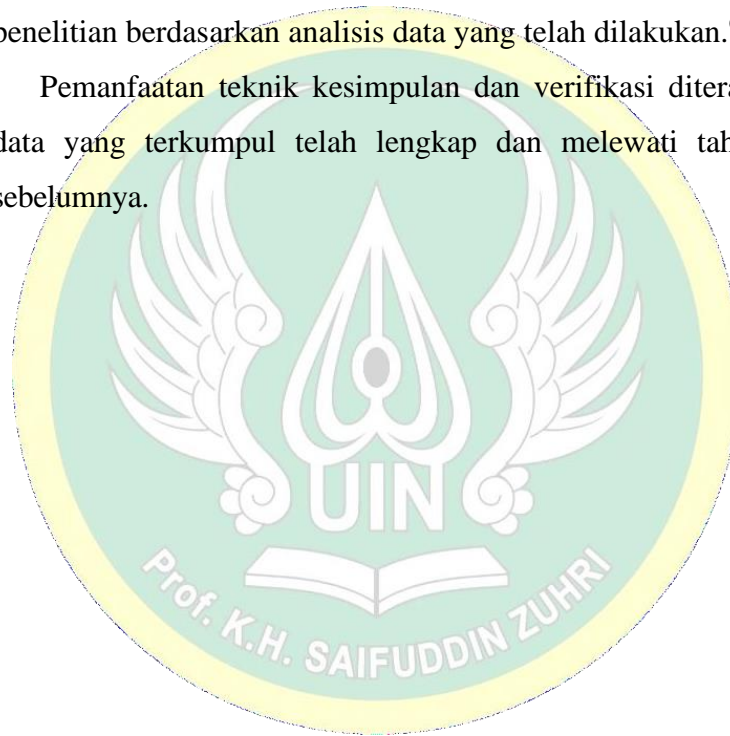 penelitian berdasarkan analisis data yang telah dilakukan.
Pemanfaatan teknik kesimpulan dan verifikasi ditera
data yang terkumpul telah lengkap dan melewati tah
sebelumnya.
UIN
Prof. K.H. SAIFUDDIN ZUHRI